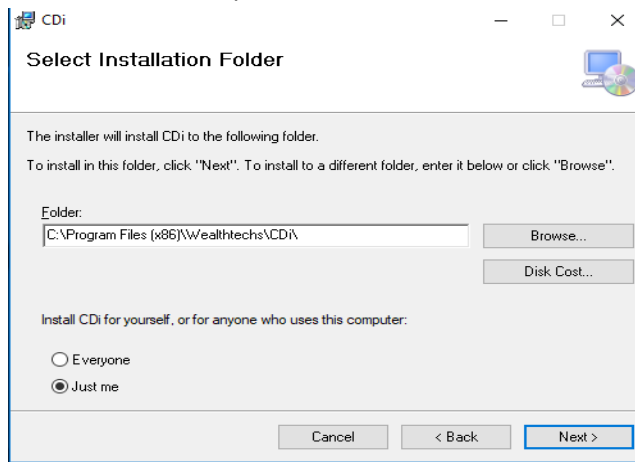 CDi
Select Installation Folder
The installer will install CDi to the following folder.
To install in this folder, click "Next". To install to a different folder, enter it below or click "Browse".
Folder:
C:\Program Files (x86)\Wealthtechs\CDi\
Browse...
Disk Cost...
Install CDi for yourself, or for anyone who uses this computer:
Everyone
Just me
Cancel
< Back
Next >